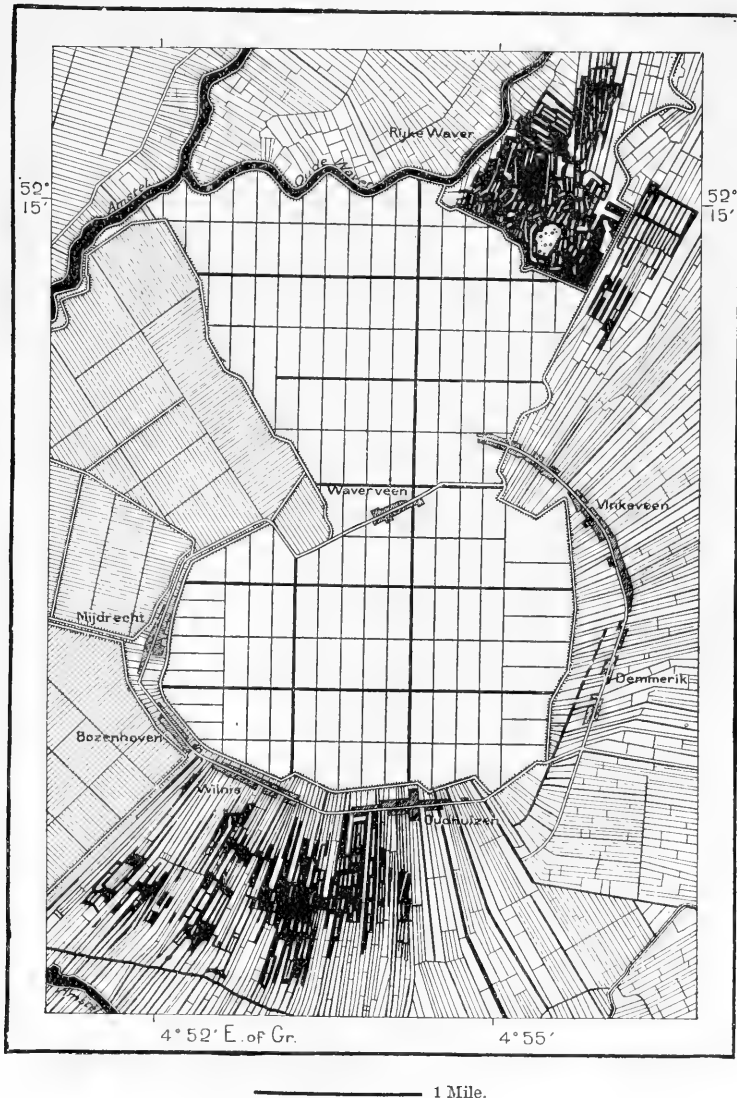 Rijke Waver
Amstel
Oude Waver
52°
15'
52°
15'
Waverveen
Vinkeveen
Mijdrecht
Demmerik
Bozenhoven
Wilnis
Oudhuizen
4° 52' E. of Gr.
4° 55'
1 Mile.